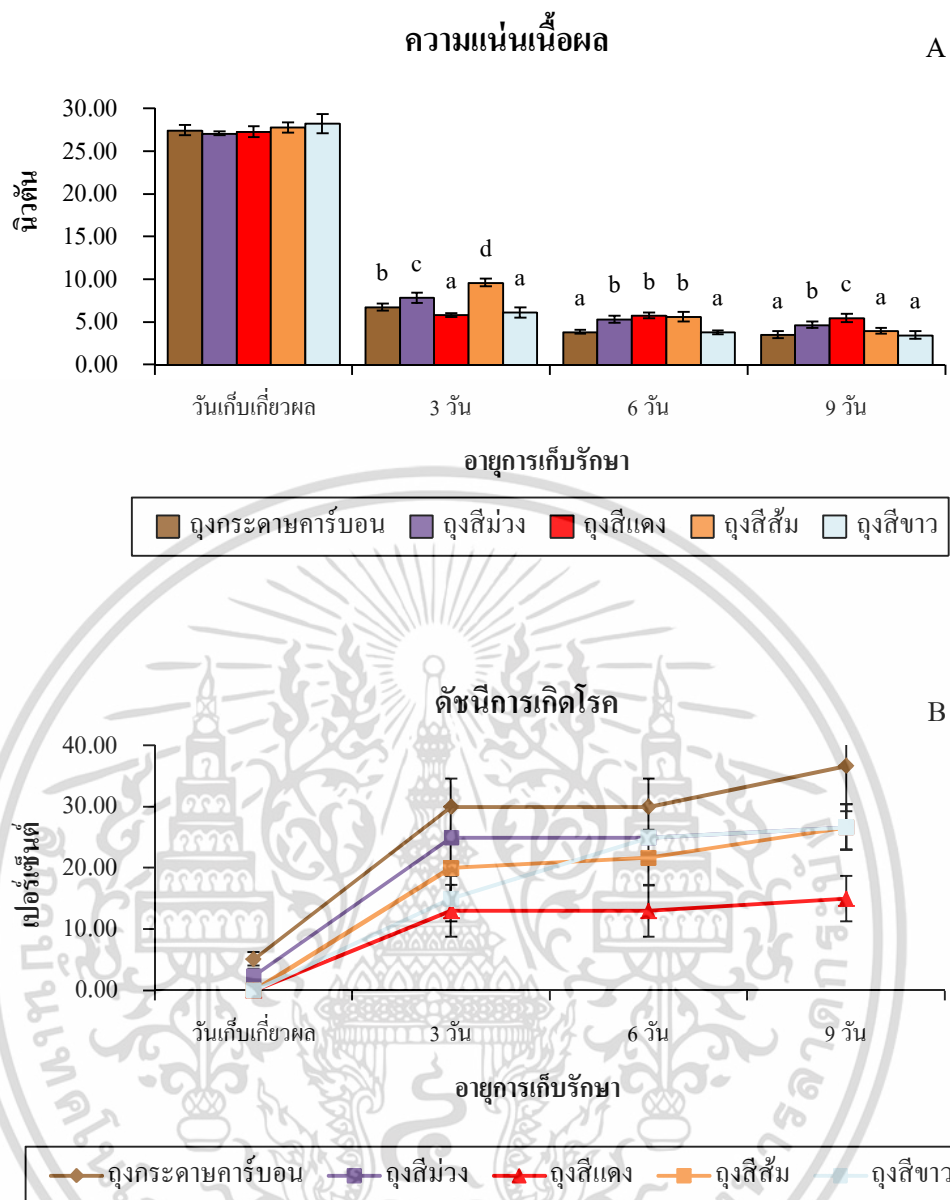 ความแน่นเนื้อผล
A
30.00
25.00
20.00
15.00
10.00
5.00
0.00
นิวตัน
b c a d a
a b b b a
a b c a a
วันเก็บเกี่ยวผล 3 วัน 6 วัน 9 วัน
อายุการเก็บรักษา
ถุงกระดาษคาร์บอน ถุงสีม่วง ถุงสีแดง ถุงสีส้ม ถุงสีขาว
ดัชนีการเกิดโรค
B
40.00
30.00
20.00
10.00
0.00
เปอร์เซ็นต์
วันเก็บเกี่ยวผล 3 วัน 6 วัน 9 วัน
อายุการเก็บรักษา
ถุงกระดาษคาร์บอน ถุงสีม่วง ถุงสีแดง ถุงสีส้ม ถุงสีขาว